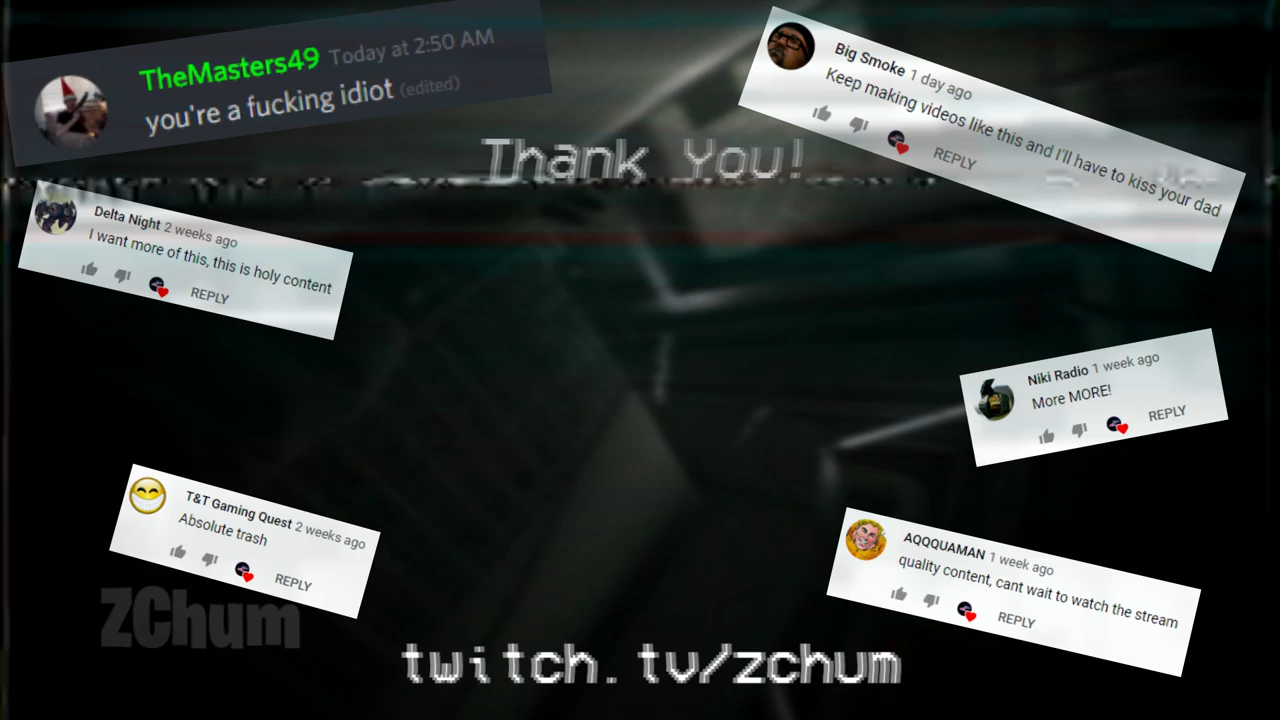 TheMasters49 Today at 2:50 AM
you're a fucking idiot (edited)
Big Smoke 1 day ago
Keep making videos like this and I'll have to kiss your dad
REPLY
Thank You!
Delta Night 2 weeks ago
I want more of this, this is holy content
REPLY
Niki Radio 1 week ago
More MORE!
REPLY
T&T Gaming Quest 2 weeks ago
Absolute trash
REPLY
AQQQUAMAN 1 week ago
quality content, cant wait to watch the stream
REPLY
ZChum
twitch.tv/zchum